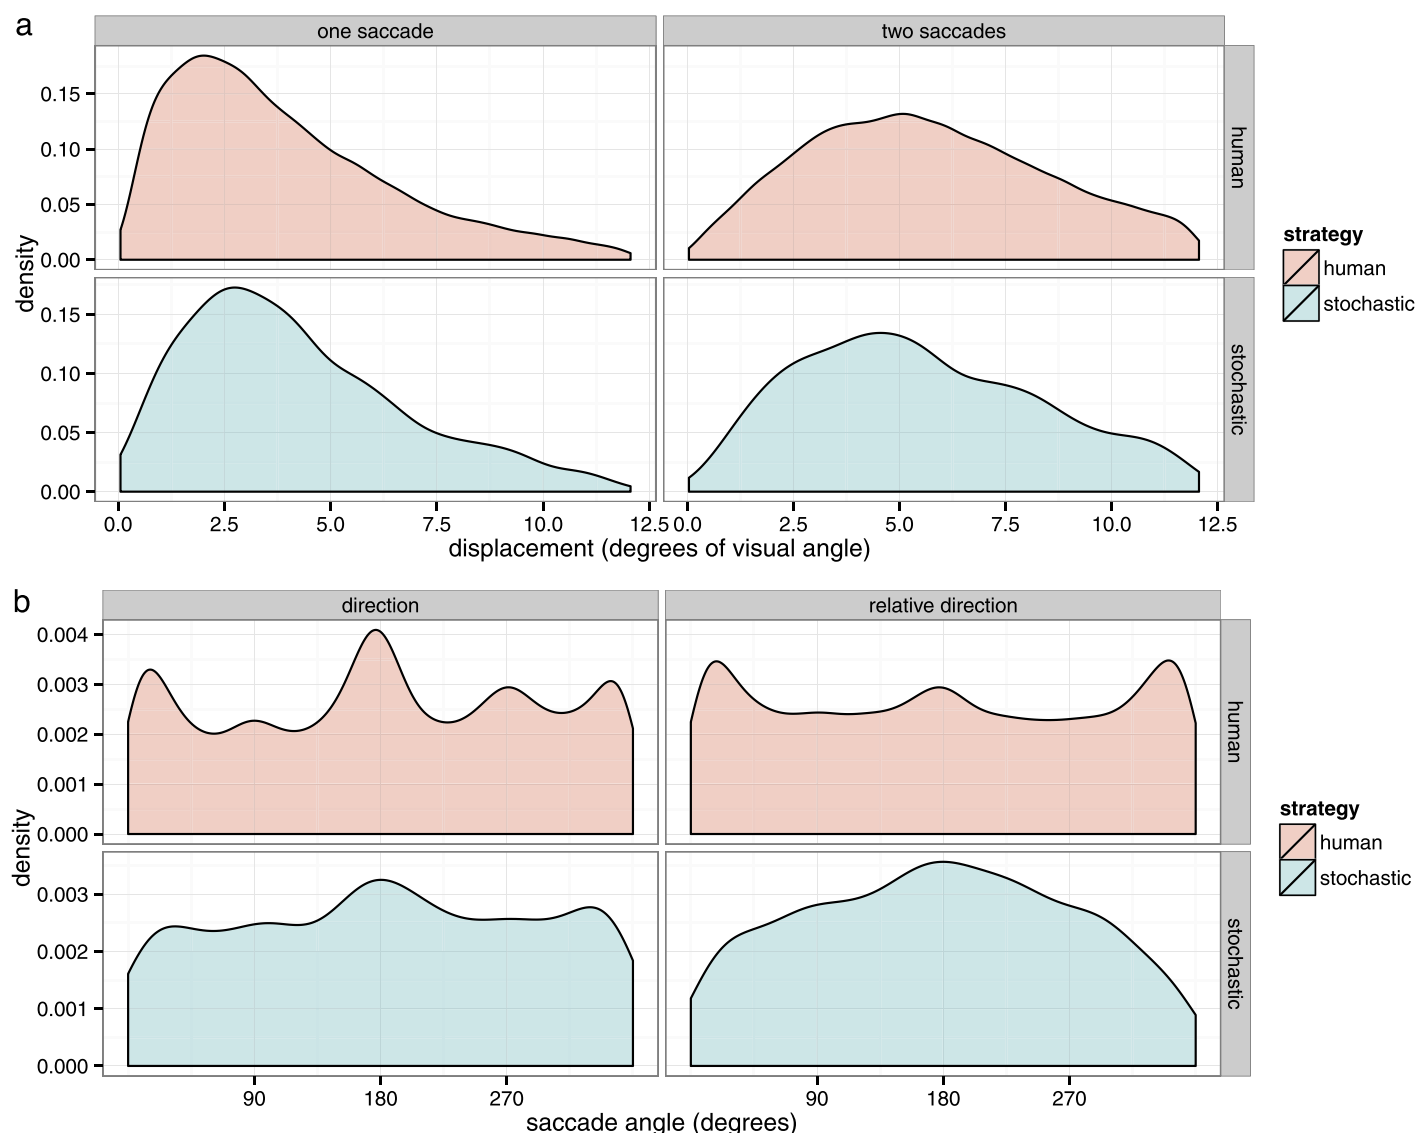 a
one saccade
two saccades
0.15
0.10
0.05
0.00
human
0.15
0.10
0.05
0.00
stochastic
density
0.0 2.5 5.0 7.5 10.0 12.5 0.0 2.5 5.0 7.5 10.0 12.5
displacement (degrees of visual angle)
strategy
human
stochastic
b
direction
relative direction
0.004
0.003
0.002
0.001
0.000
human
0.003
0.002
0.001
0.000
stochastic
density
90 180 270 90 180 270
saccade angle (degrees)
strategy
human
stochastic